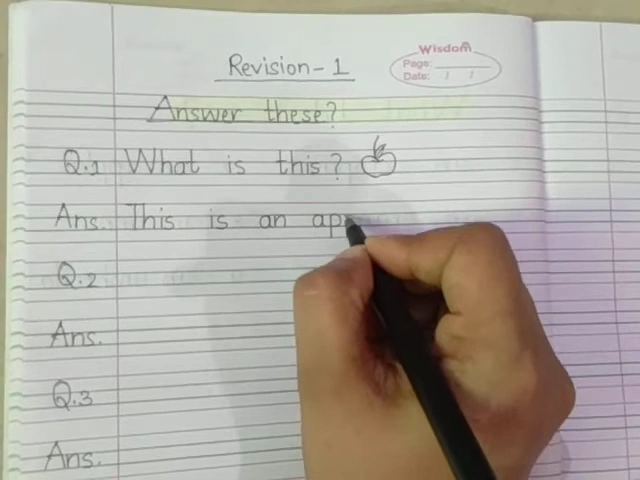 Revision-1
Wisdom
Page:
Date: / /
Answer these?
Q.1 What is this?
Ans. This is an ap
Q.2
Ans.
Q.3
Ans.